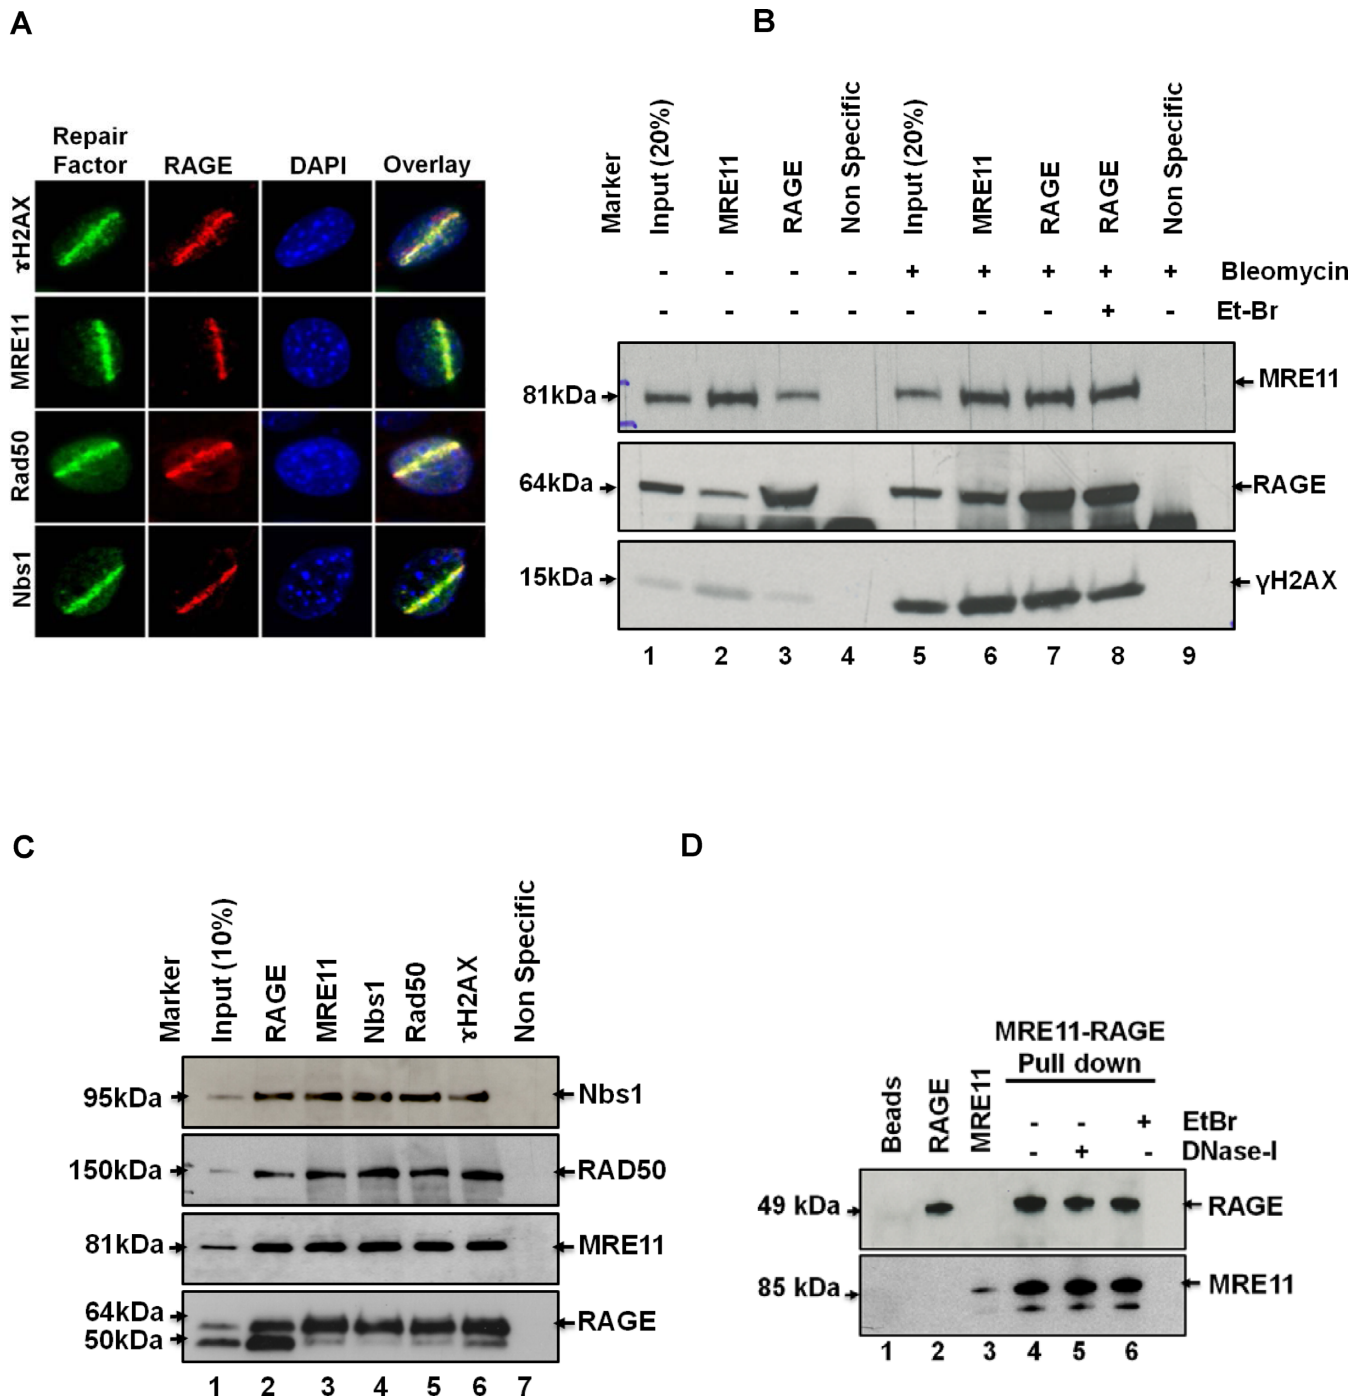 A
Repair
Factor
RAGE
DAPI
Overlay
ɤH2AX
MRE11
Rad50
Nbs1
B
Marker
Input (20%)
MRE11
RAGE
Non Specific
Input (20%)
MRE11
RAGE
RAGE
Non Specific
- - - - + + + + + Bleomycin
- - - - - - - + - Et-Br
81kDa
MRE11
64kDa
RAGE
15kDa
γH2AX
1 2 3 4 5 6 7 8 9
C
Marker
Input (10%)
RAGE
MRE11
Nbs1
Rad50
ɤH2AX
Non Specific
95kDa
Nbs1
150kDa
RAD50
81kDa
MRE11
64kDa
50kDa
RAGE
1 2 3 4 5 6 7
D
Beads
RAGE
MRE11
MRE11-RAGE
Pull down
- - + EtBr
- + - DNase-I
49 kDa
RAGE
85 kDa
MRE11
1 2 3 4 5 6